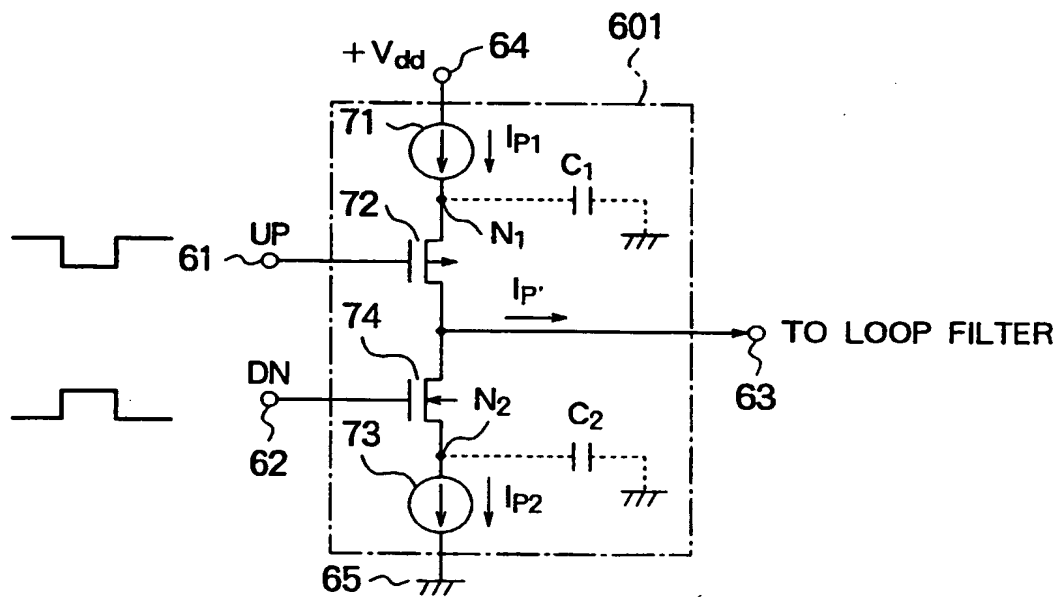 601
+Vdd 64
71 IP1
C1
72 N1
UP
61
IP'
74
TO LOOP FILTER
63
DN
62
N2
C2
73
IP2
65